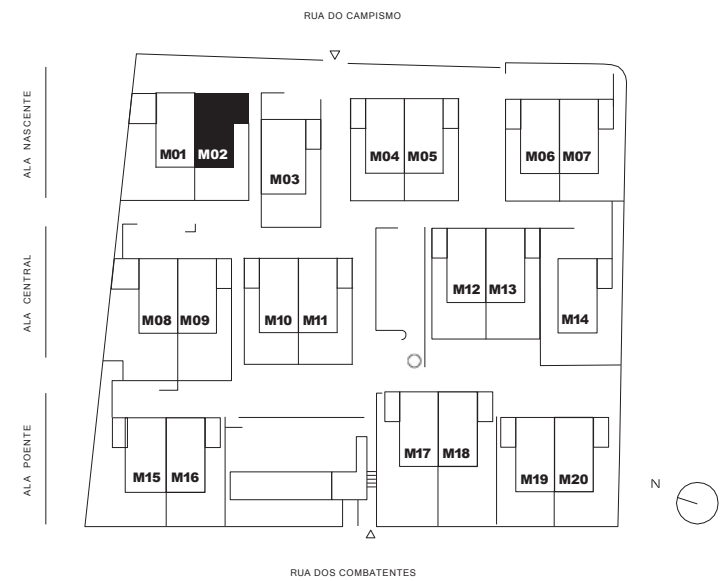 RUA DO CAMPISMO
ALA NASCENTE
M01 M02
M03
M04 M05
M06 M07
ALA CENTRAL
M08 M09
M10 M11
M12 M13
M14
ALA POENTE
M15 M16
M17 M18
M19 M20
N
RUA DOS COMBATENTES